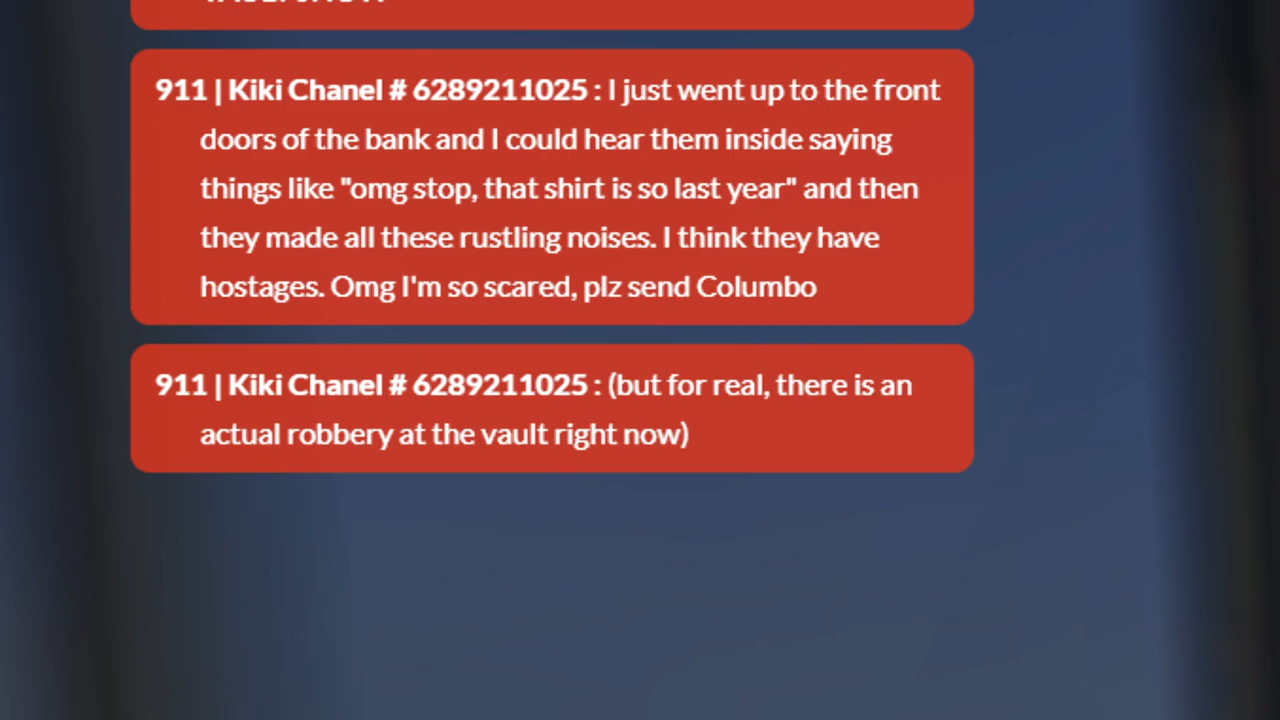 911 | Kiki Chanel # 6289211025 : I just went up to the front
doors of the bank and I could hear them inside saying
things like "omg stop, that shirt is so last year" and then
they made all these rustling noises. I think they have
hostages. Omg I'm so scared, plz send Columbo
911 | Kiki Chanel # 6289211025 : (but for real, there is an
actual robbery at the vault right now)